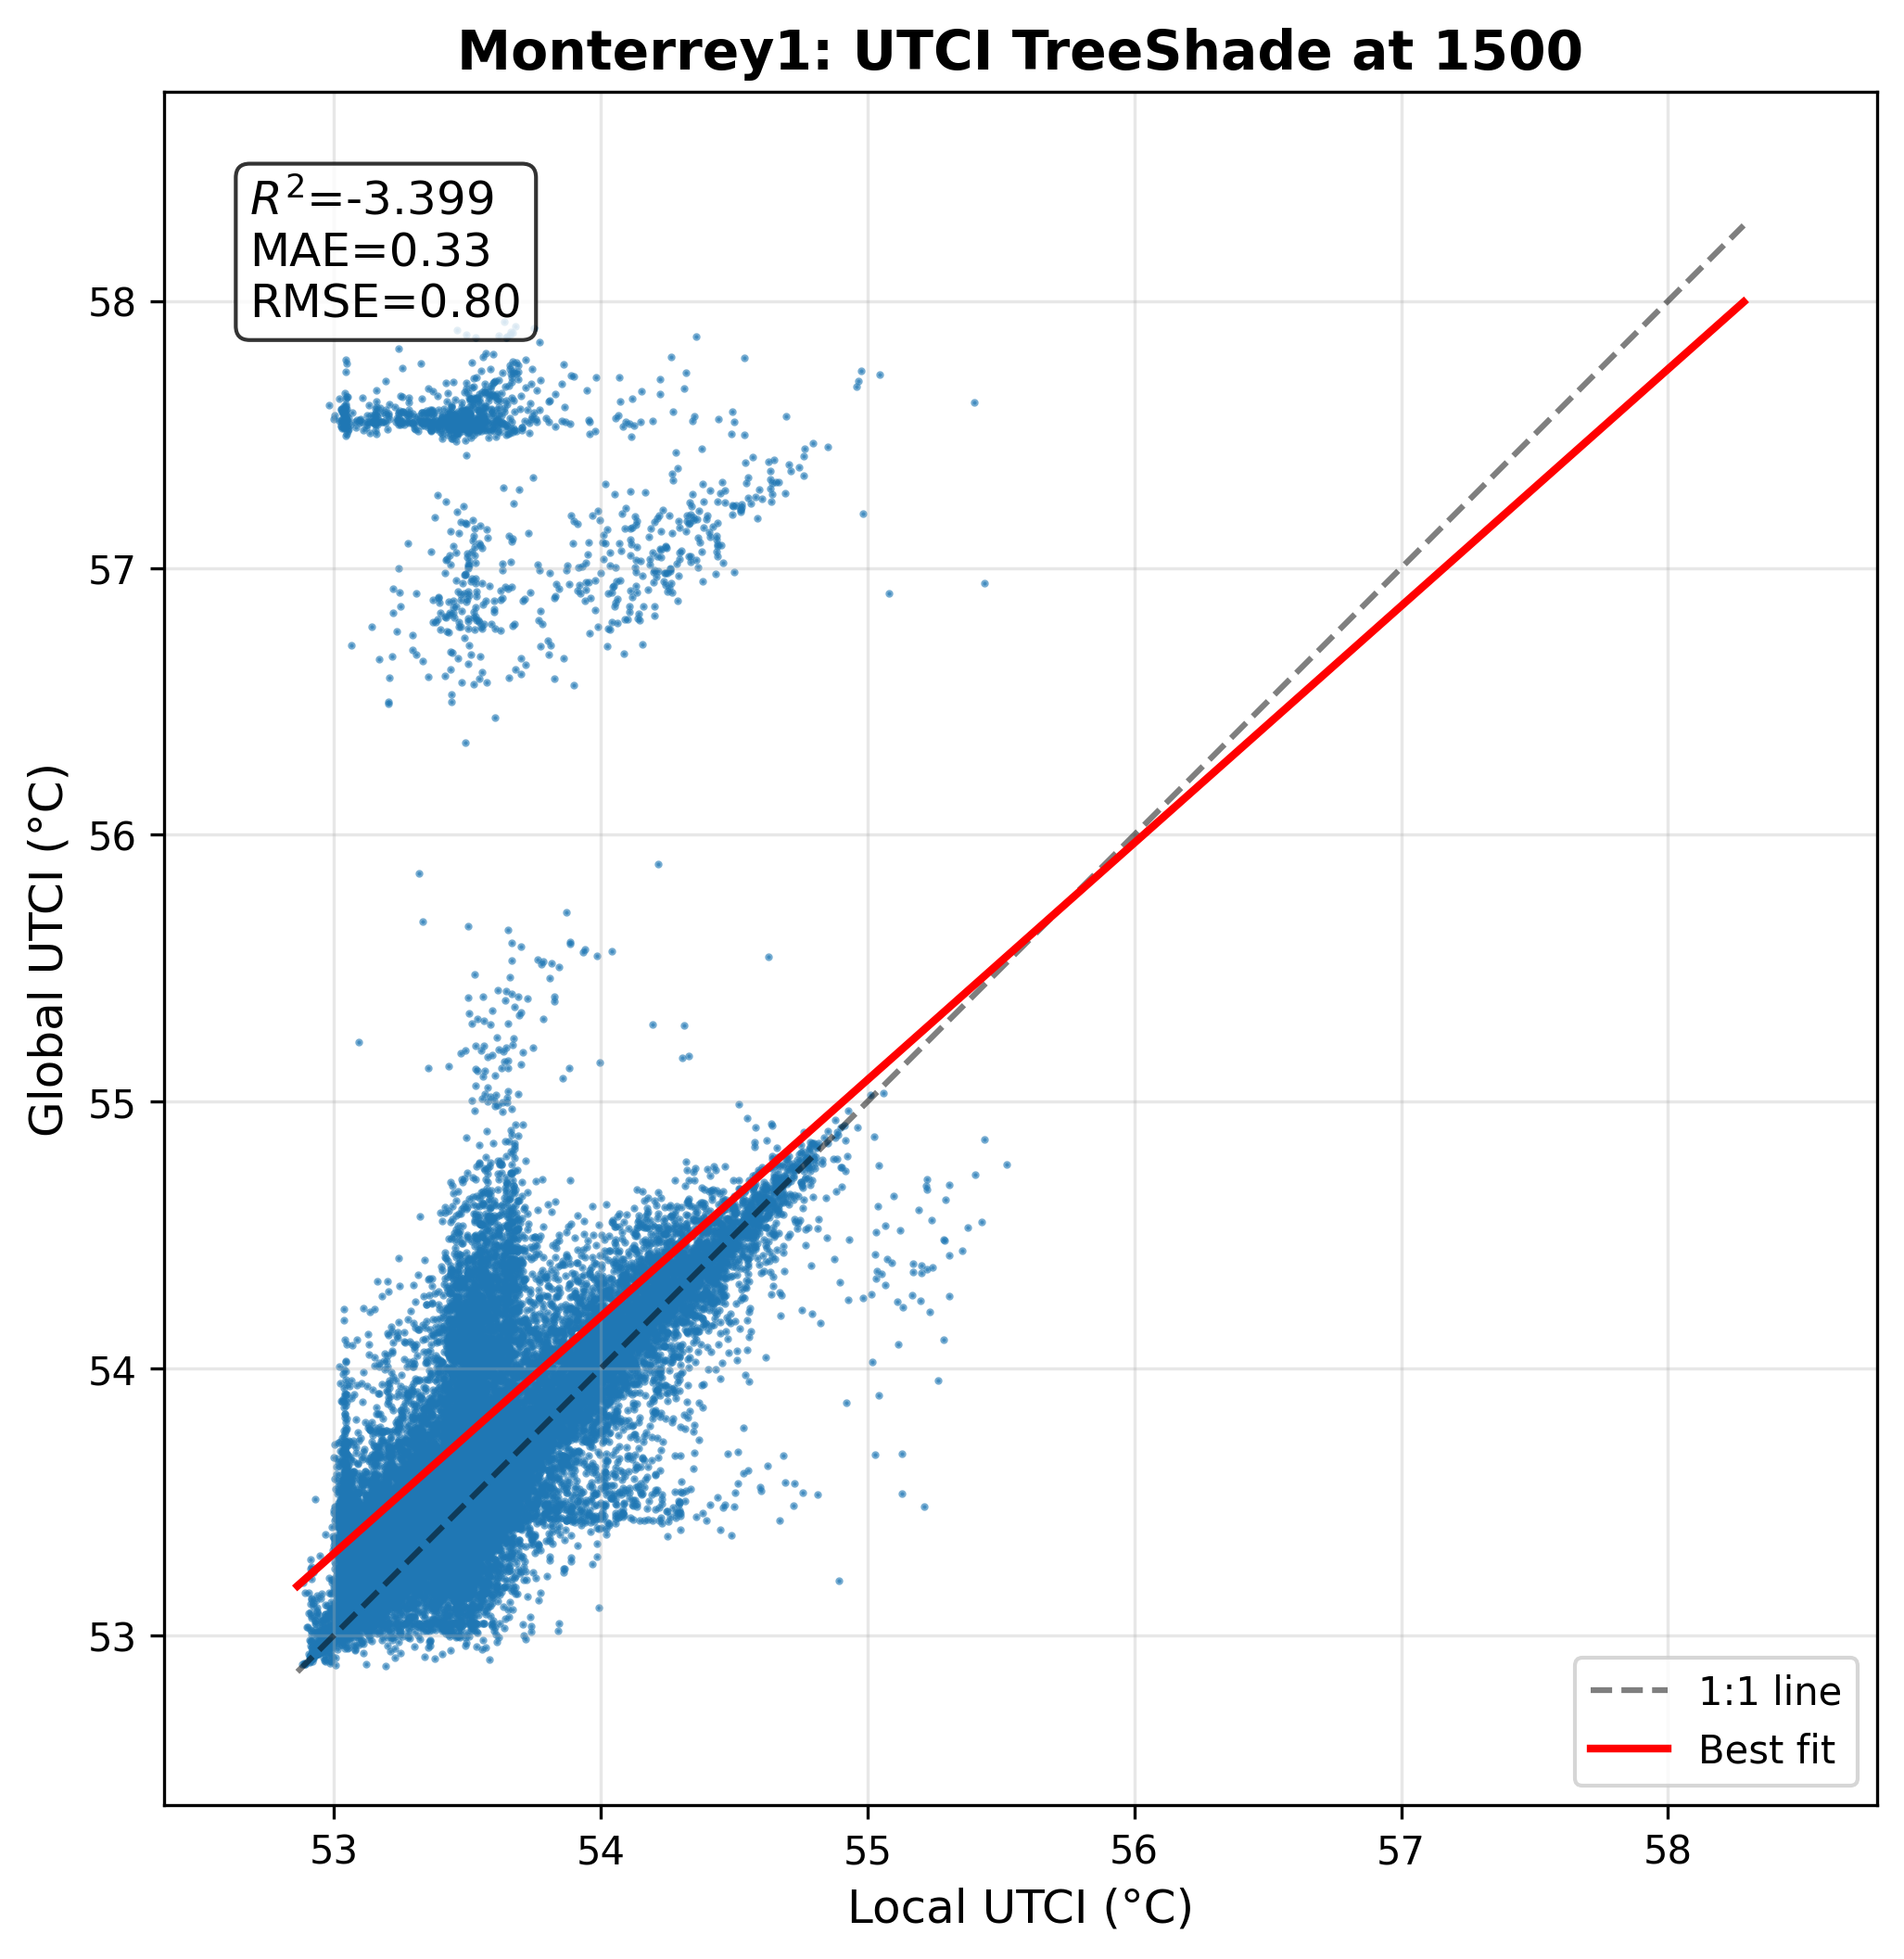 Monterrey1: UTCI TreeShade at 1500
R²=-3.399
MAE=0.33
RMSE=0.80
58
57
56
55
54
53
Global UTCI (°C)
53 54 55 56 57 58
Local UTCI (°C)
1:1 line
Best fit